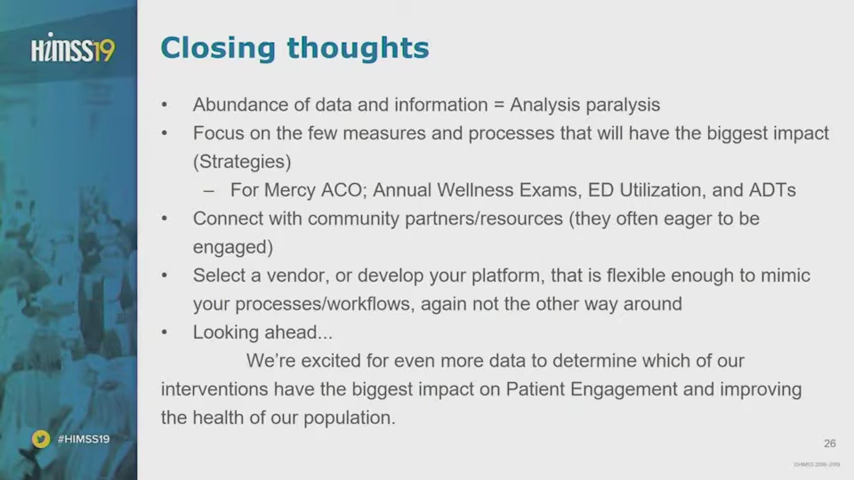 HIMSS19
Closing thoughts
• Abundance of data and information = Analysis paralysis
• Focus on the few measures and processes that will have the biggest impact
(Strategies)
– For Mercy ACO; Annual Wellness Exams, ED Utilization, and ADTs
• Connect with community partners/resources (they often eager to be
engaged)
• Select a vendor, or develop your platform, that is flexible enough to mimic
your processes/workflows, again not the other way around
• Looking ahead...
We're excited for even more data to determine which of our
interventions have the biggest impact on Patient Engagement and improving
the health of our population.
#HIMSS19
26